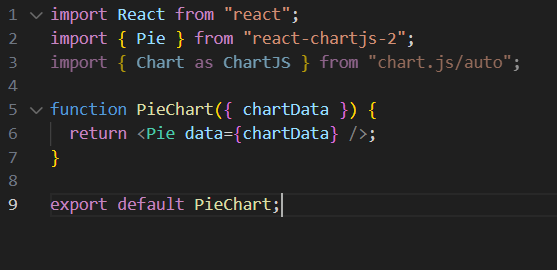 1 import React from "react";
2 import { Pie } from "react-chartjs-2";
3 import { Chart as ChartJS } from "chart.js/auto";
4
5 function PieChart({ chartData }) {
6   return <Pie data={chartData} />;
7 }
8
9 export default PieChart;